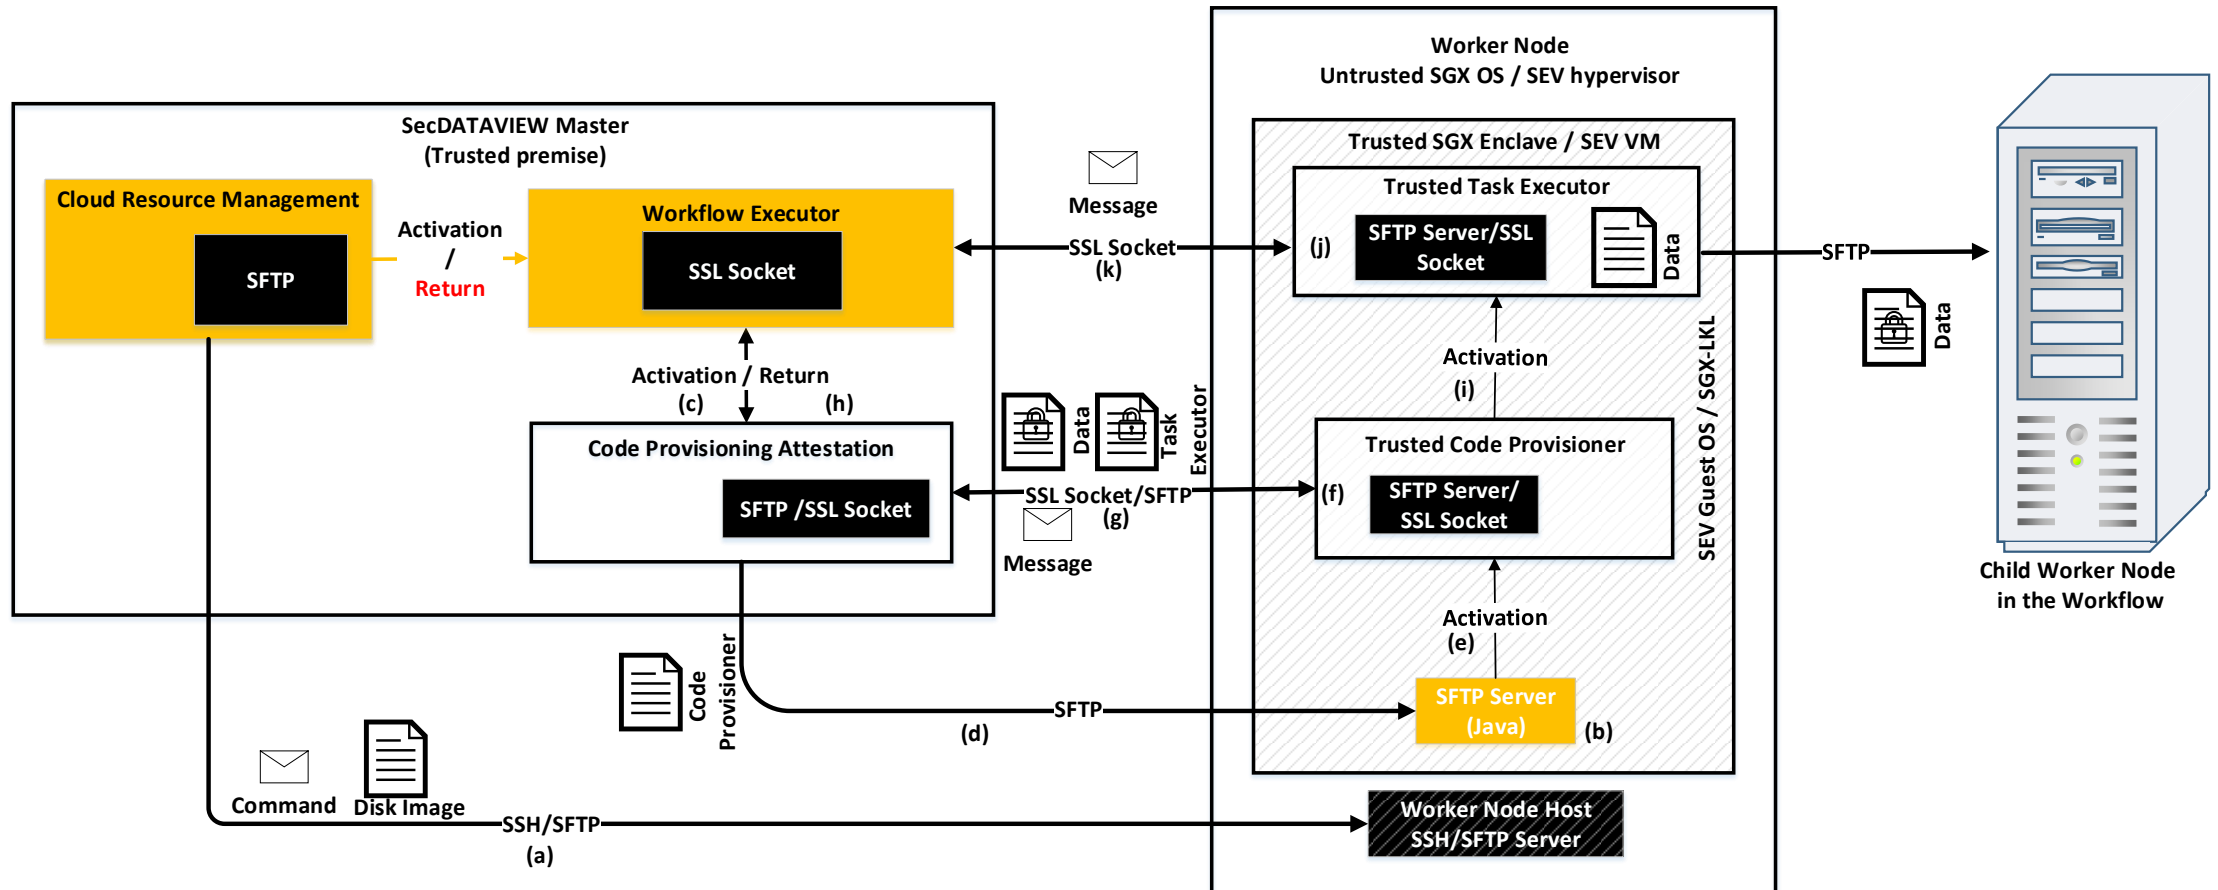 Worker Node
Untrusted SGX OS / SEV hypervisor
SecDATAVIEW Master
(Trusted premise)
Trusted SGX Enclave / SEV VM
Cloud Resource Management
SFTP
Activation
/
Return
Workflow Executor
SSL Socket
Message
SSL Socket
(k)
Trusted Task Executor
(j)
SFTP Server/SSL
Socket
Data
SFTP
Data
Activation / Return
(c)
(h)
Activation
(i)
SEV Guest OS / SGX-LKL
Code Provisioning Attestation
SFTP /SSL Socket
Data
Task
Executor
SSL Socket/SFTP
(g)
Message
Trusted Code Provisioner
(f)
SFTP Server/
SSL Socket
Child Worker Node
in the Workflow
Activation
(e)
Code
Provisioner
SFTP
(d)
SFTP Server
(Java)
(b)
Command
Disk Image
SSH/SFTP
(a)
Worker Node Host
SSH/SFTP Server